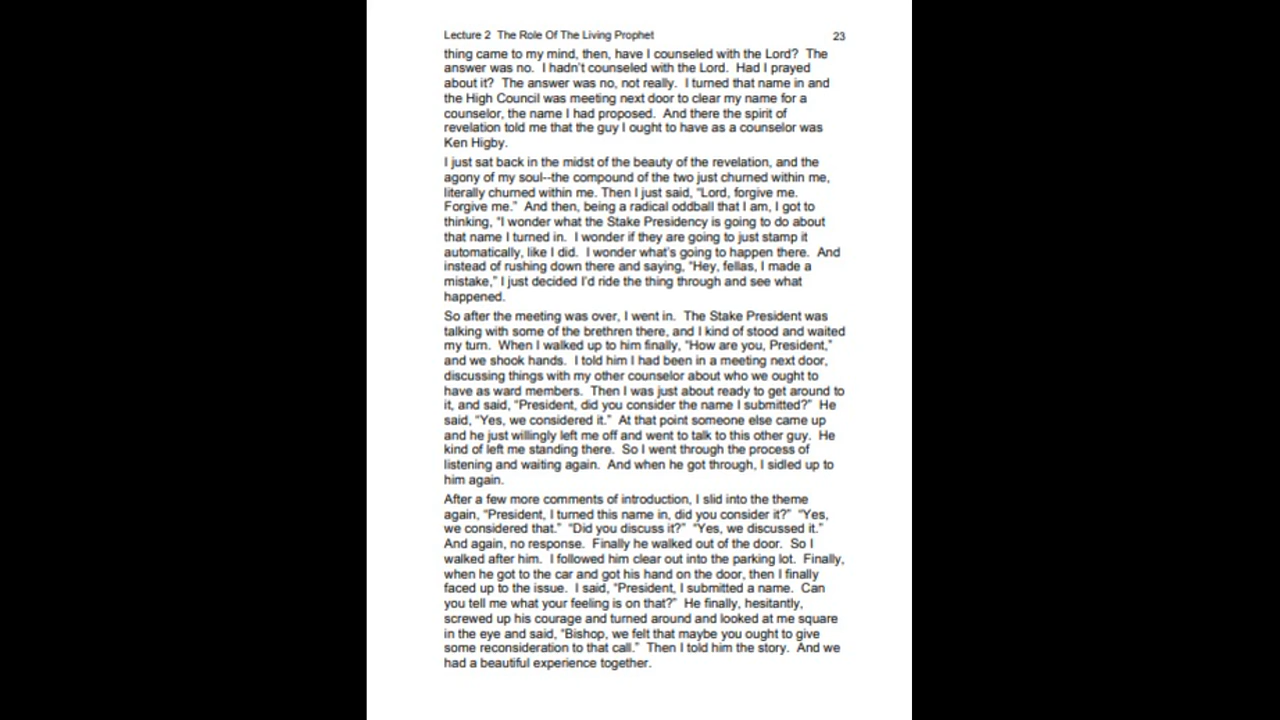 Lecture 2  The Role Of The Living Prophet 23
thing came to my mind, then, have I counseled with the Lord?  The
answer was no.  I hadn't counseled with the Lord.  Had I prayed
about it?  The answer was no, not really.  I turned that name in and
the High Council was meeting next door to clear my name for a
counselor, the name I had proposed.  And there the spirit of
revelation told me that the guy I ought to have as a counselor was
Ken Higby.
I just sat back in the midst of the beauty of the revelation, and the
agony of my soul--the compound of the two just churned within me,
literally churned within me. Then I just said, “Lord, forgive me.
Forgive me.”  And then, being a radical oddball that I am, I got to
thinking, “I wonder what the Stake Presidency is going to do about
that name I turned in.  I wonder if they are going to just stamp it
automatically, like I did.  I wonder what's going to happen there.  And
instead of rushing down there and saying, “Hey, fellas, I made a
mistake,” I just decided I'd ride the thing through and see what
happened.
So after the meeting was over, I went in.  The Stake President was
talking with some of the brethren there, and I kind of stood and waited
my turn.  When I walked up to him finally, “How are you, President,”
and we shook hands.  I told him I had been in a meeting next door,
discussing things with my other counselor about who we ought to
have as ward members.  Then I was just about ready to get around to
it, and said, “President, did you consider the name I submitted?”  He
said, “Yes, we considered it.”  At that point someone else came up
and he just willingly left me off and went to talk to this other guy.  He
kind of left me standing there.  So I went through the process of
listening and waiting again.  And when he got through, I sidled up to
him again.
After a few more comments of introduction, I slid into the theme
again, “President, I turned this name in, did you consider it?”  “Yes,
we considered that.”  “Did you discuss it?”  “Yes, we discussed it.”
And again, no response.  Finally he walked out of the door.  So I
walked after him.  I followed him clear out into the parking lot.  Finally,
when he got to the car and got his hand on the door, then I finally
faced up to the issue.  I said, “President, I submitted a name.  Can
you tell me what your feeling is on that?”  He finally, hesitantly,
screwed up his courage and turned around and looked at me square
in the eye and said, “Bishop, we felt that maybe you ought to give
some reconsideration to that call.”  Then I told him the story.  And we
had a beautiful experience together.